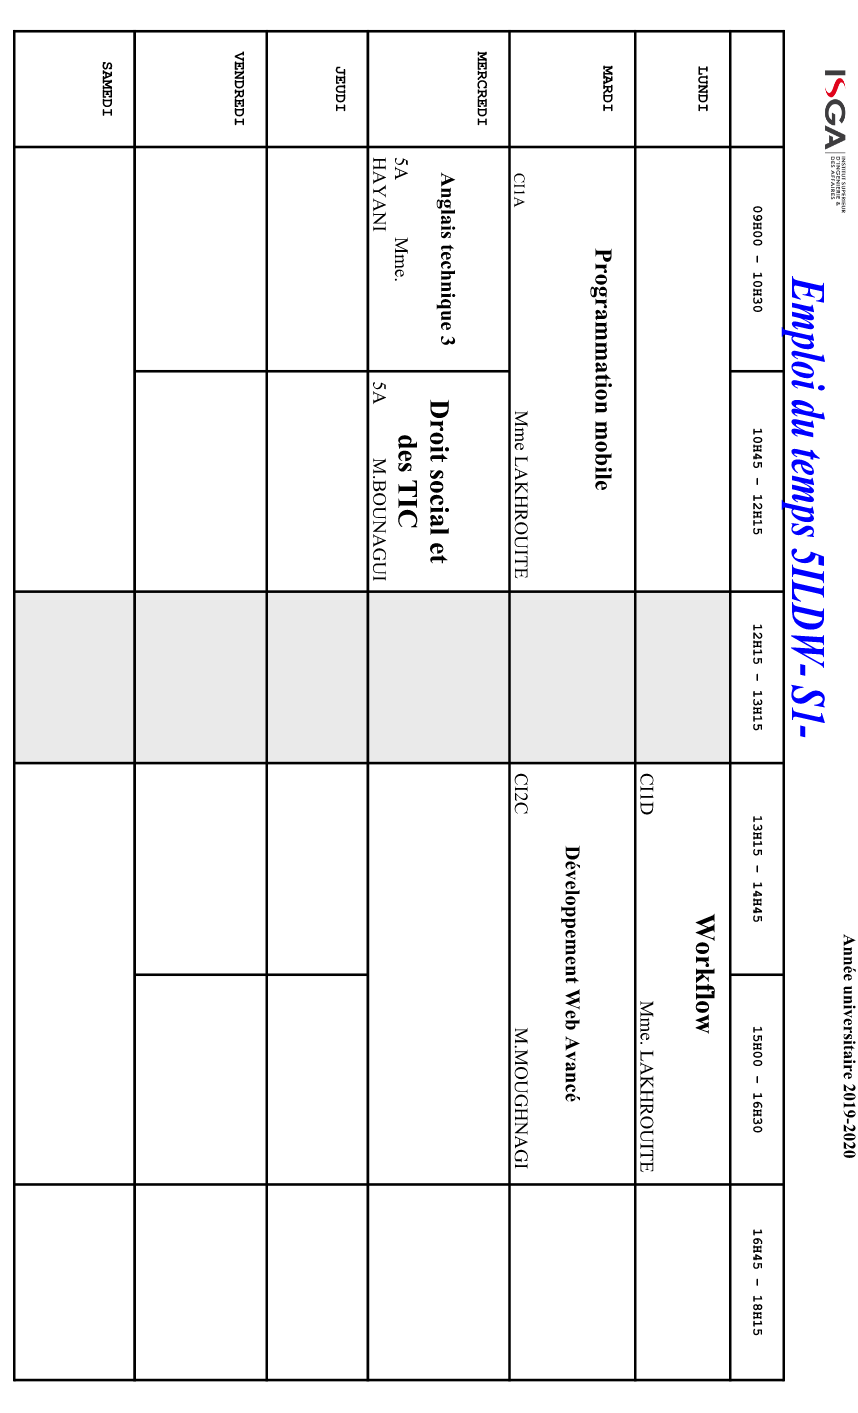 ISGA
INSTITUT SUPERIEUR
D'INGENIERIE &
DES AFFAIRES
Année universitaire 2019-2020
Emploi du temps 5ILDW- S1-
09H00 – 10H30
10H45 – 12H15
12H15 – 13H15
13H15 – 14H45
15H00 – 16H30
16H45 – 18H15
LUNDI
Workflow
CI1D Mme. LAKHROUITE
MARDI
Programmation mobile
CI1A Mme LAKHROUITE
Développement Web Avancé
CI2C M.MOUGHNAGI
MERCREDI
Anglais technique 3
5A Mme.
HAYANI
Droit social et
des TIC
5A M.BOUNAGUI
JEUDI
VENDREDI
SAMEDI